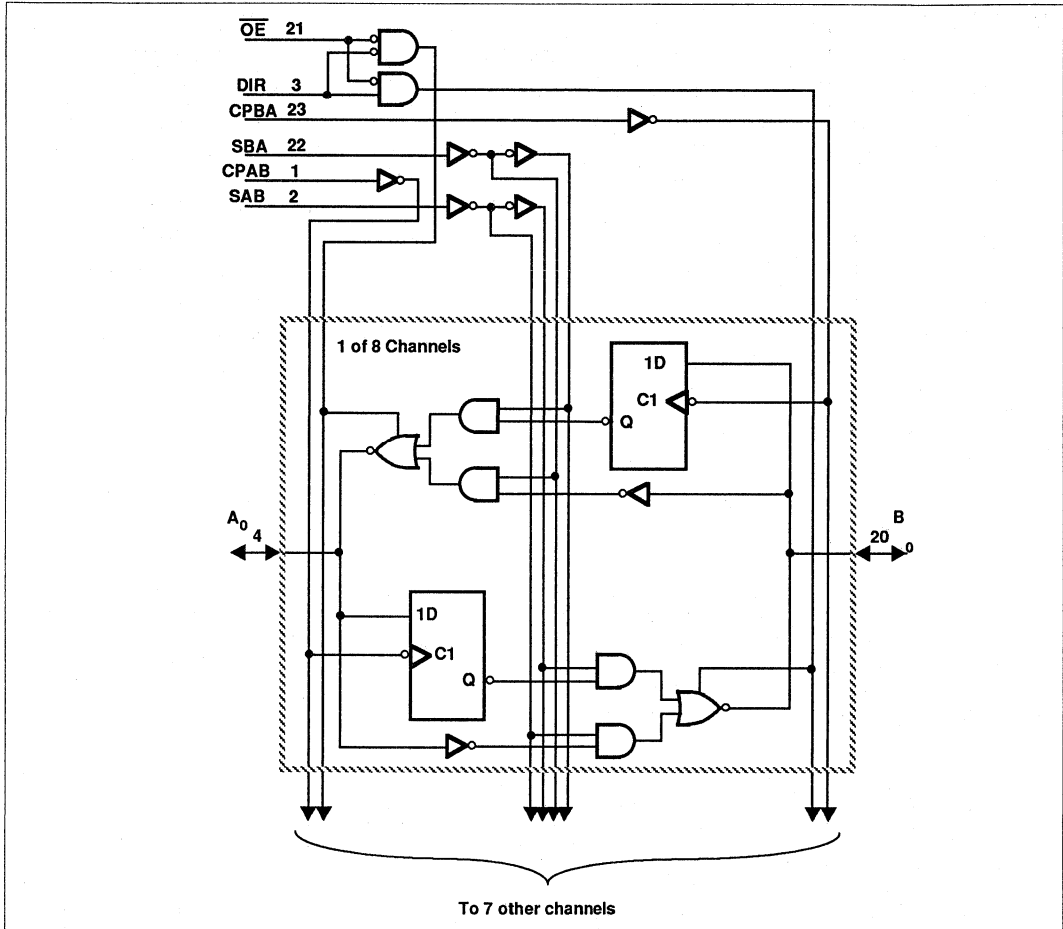 OE 21
DIR 3
CPBA 23
SBA 22
CPAB 1
SAB 2
1 of 8 Channels
1D
C1
Q
A0 4
B0 20
1D
C1
Q
To 7 other channels